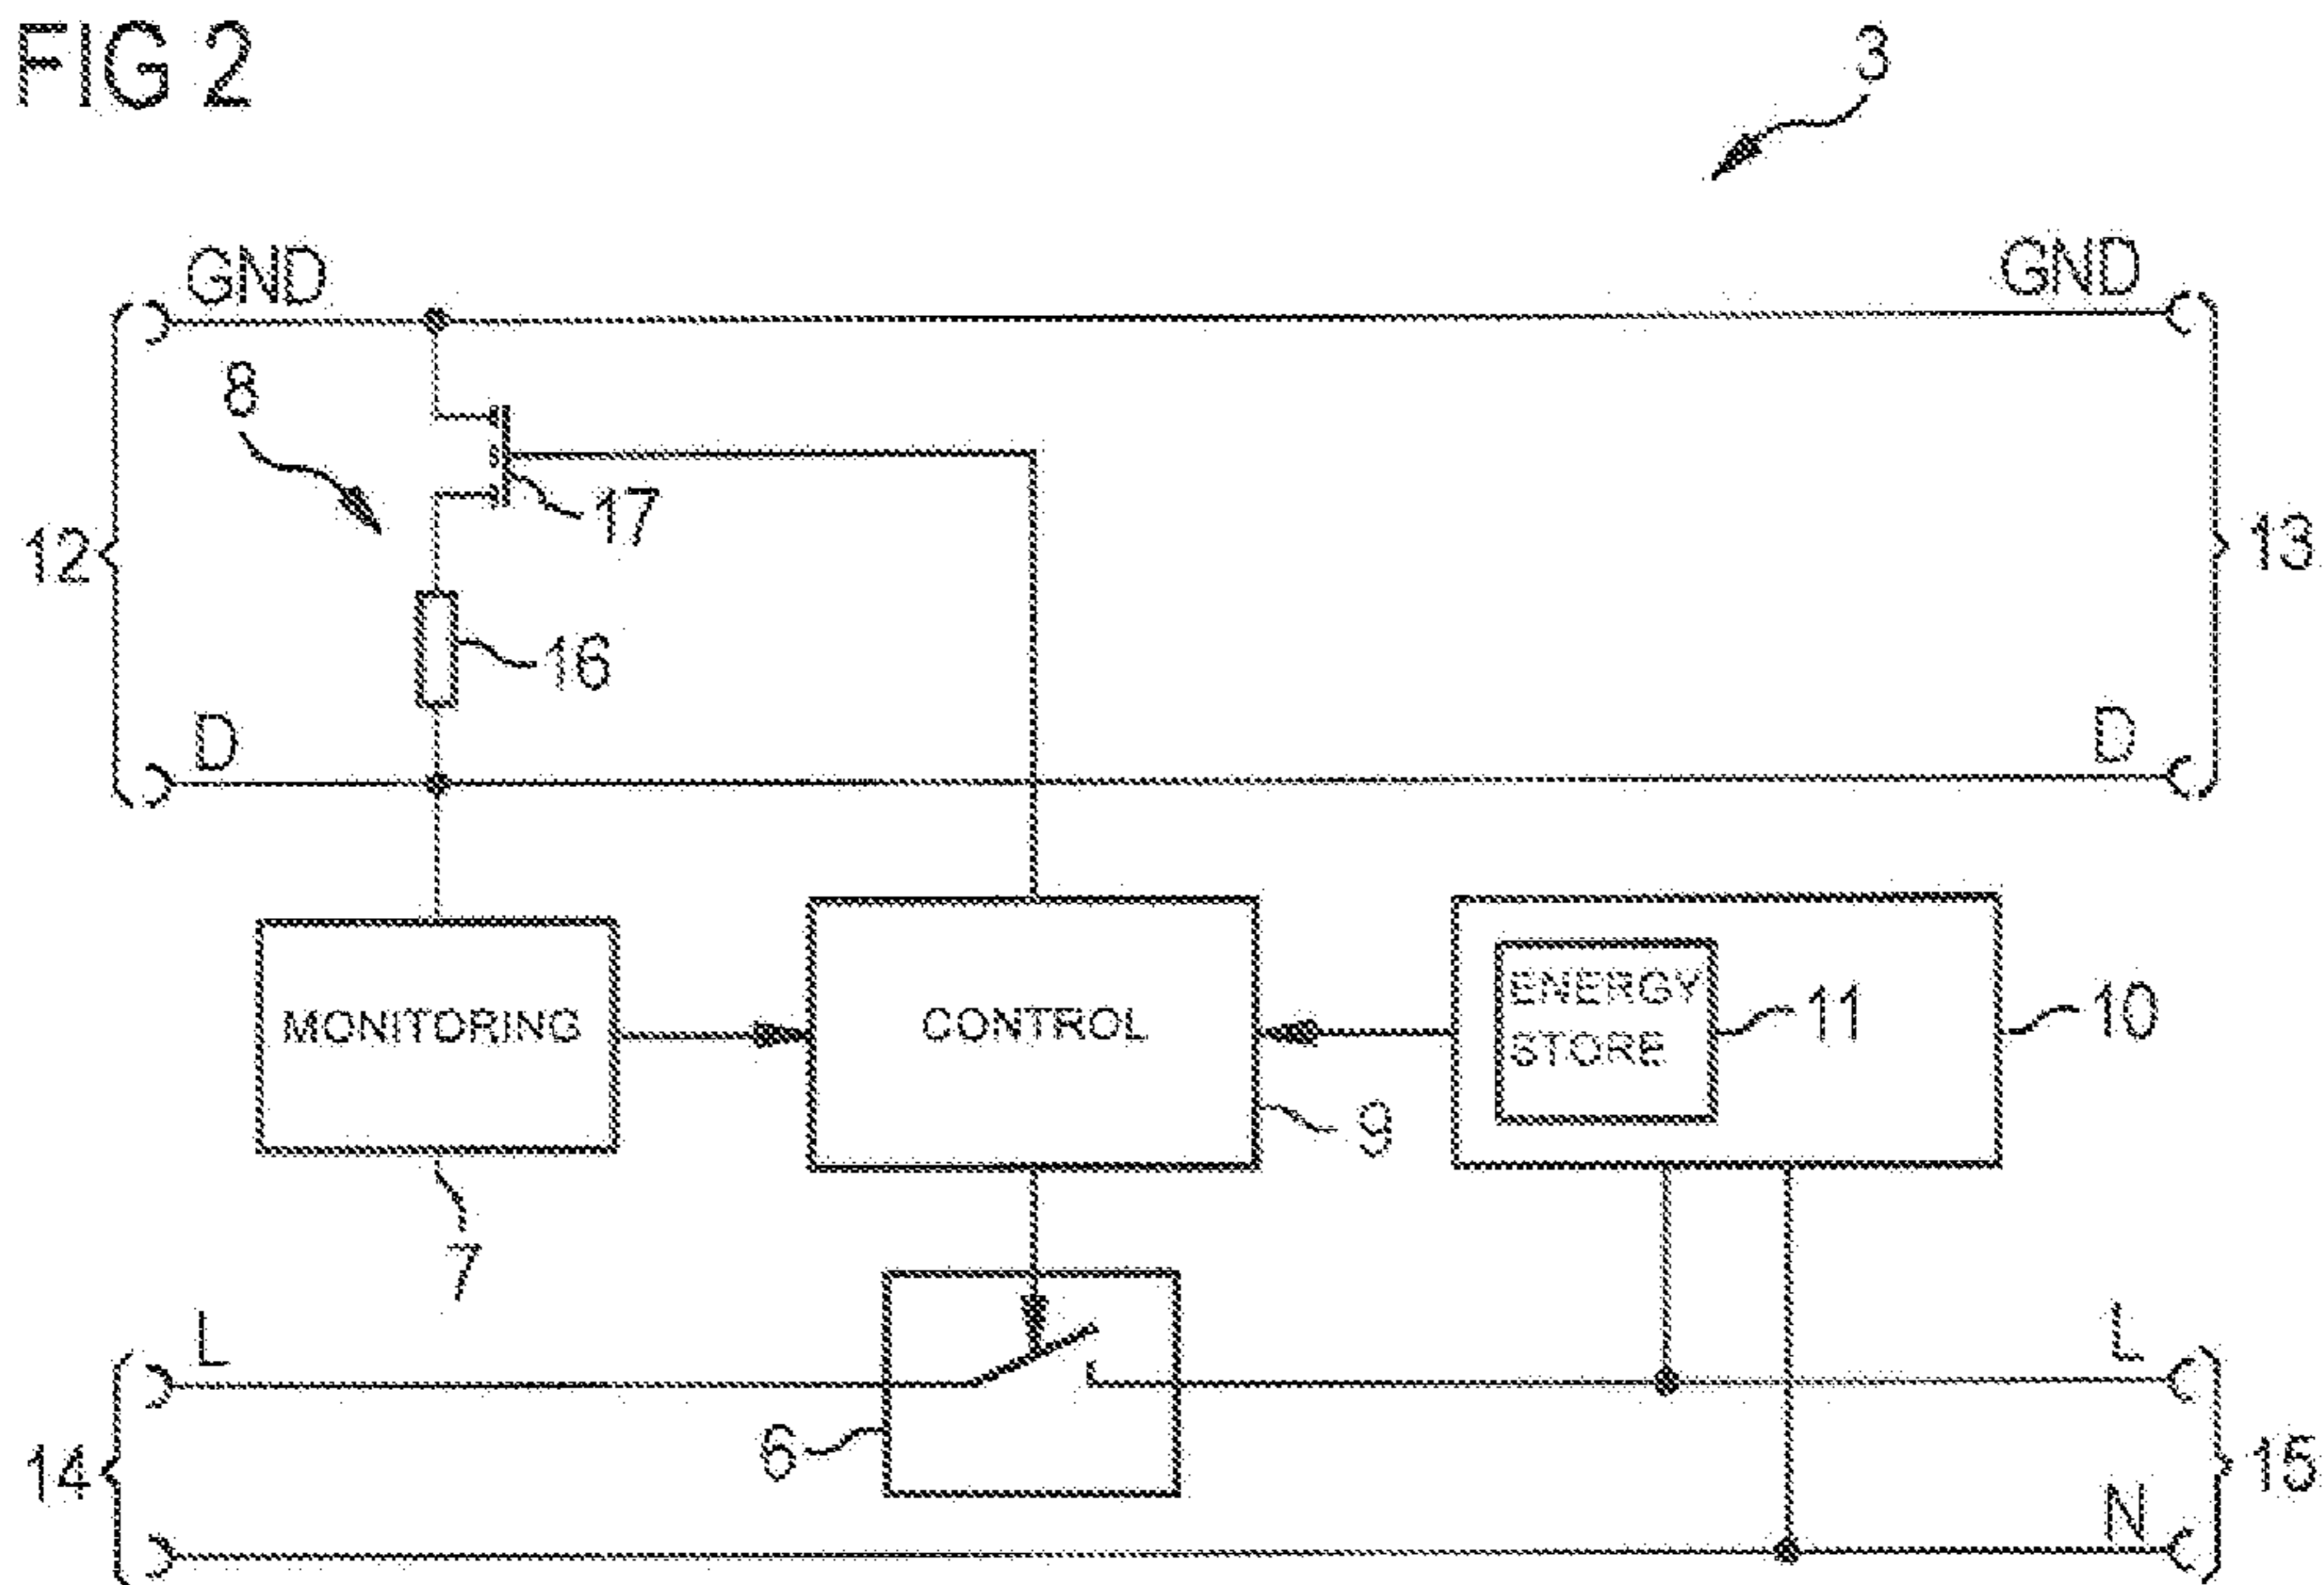 FIG 2
3
GND
GND
8
17
12
13
16
D
D
MONITORING
CONTROL
ENERGY
STORE
11
10
9
7
L
L
6
14
15
N